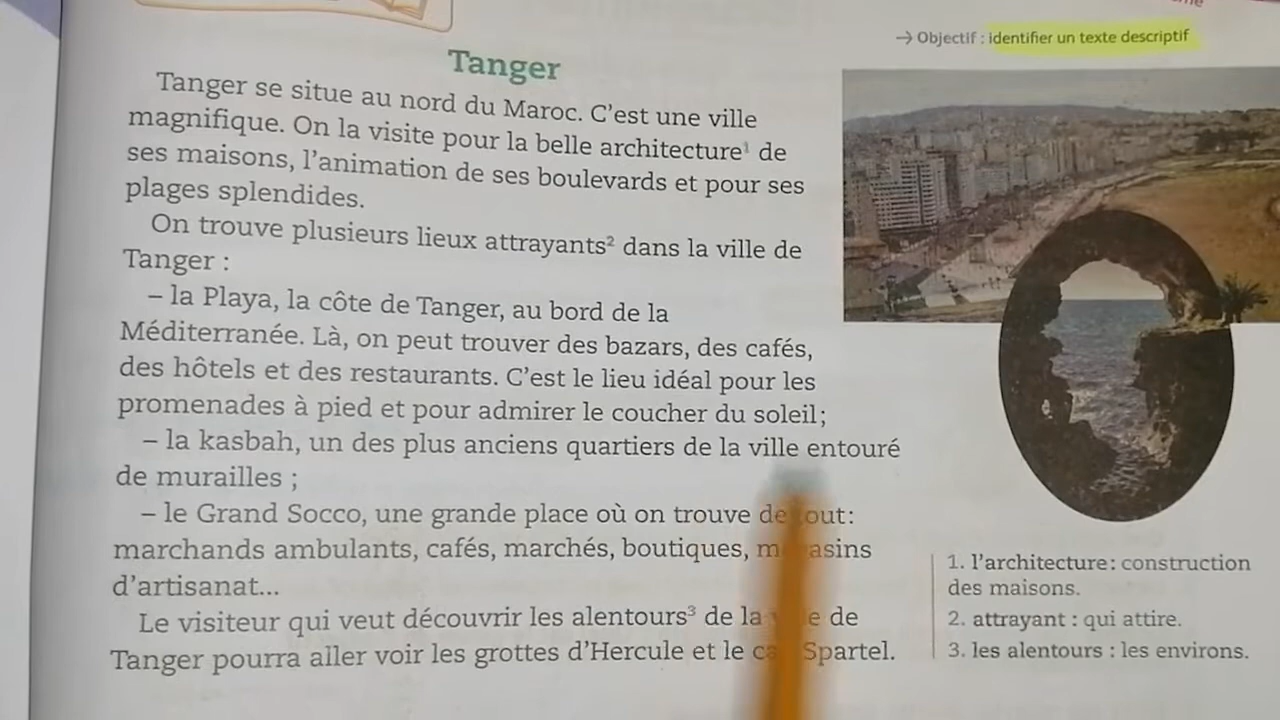 → Objectif : identifier un texte descriptif
Tanger
Tanger se situe au nord du Maroc. C'est une ville
magnifique. On la visite pour la belle architecture¹ de
ses maisons, l'animation de ses boulevards et pour ses
plages splendides.
On trouve plusieurs lieux attrayants² dans la ville de
Tanger :
– la Playa, la côte de Tanger, au bord de la
Méditerranée. Là, on peut trouver des bazars, des cafés,
des hôtels et des restaurants. C'est le lieu idéal pour les
promenades à pied et pour admirer le coucher du soleil;
– la kasbah, un des plus anciens quartiers de la ville entouré
de murailles ;
– le Grand Socco, une grande place où on trouve de tout:
marchands ambulants, cafés, marchés, boutiques, magasins
d'artisanat...
Le visiteur qui veut découvrir les alentours³ de la ville de
Tanger pourra aller voir les grottes d'Hercule et le cap Spartel.
1. l'architecture: construction
des maisons.
2. attrayant : qui attire.
3. les alentours : les environs.